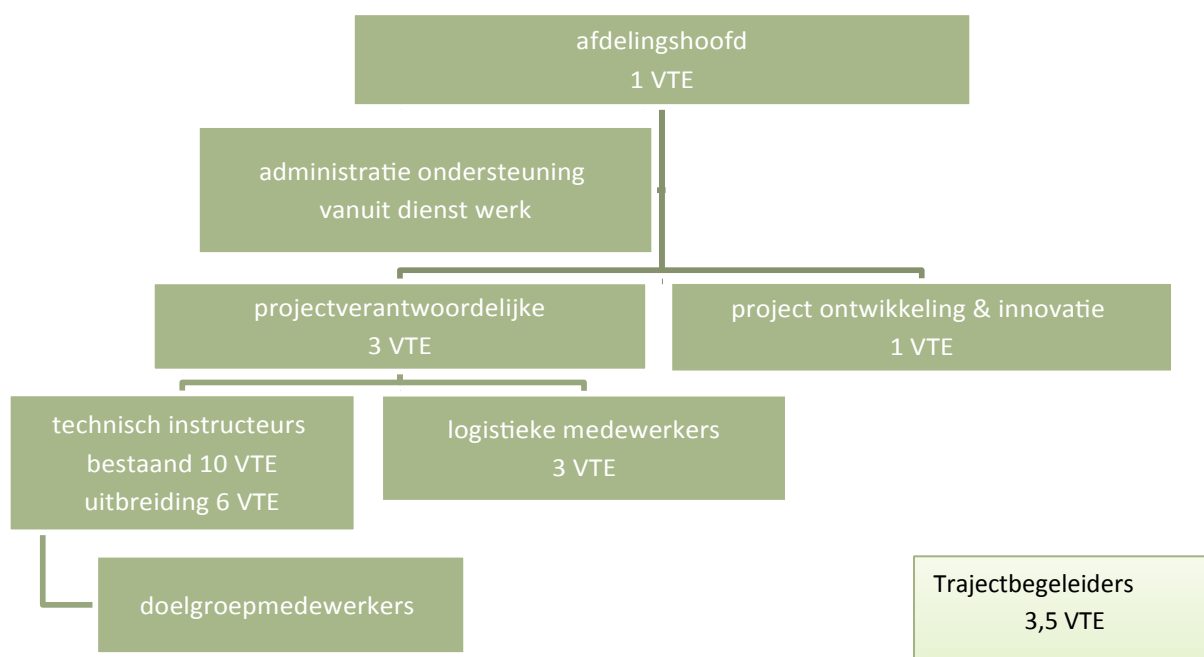 afdelingshoofd
1 VTE
administratie ondersteuning
vanuit dienst werk
projectverantwoordelijke
3 VTE
project ontwikkeling & innovatie
1 VTE
technisch instructeurs
bestaand 10 VTE
uitbreiding 6 VTE
logistieke medewerkers
3 VTE
doelgroepmedewerkers
Trajectbegeleiders
3,5 VTE